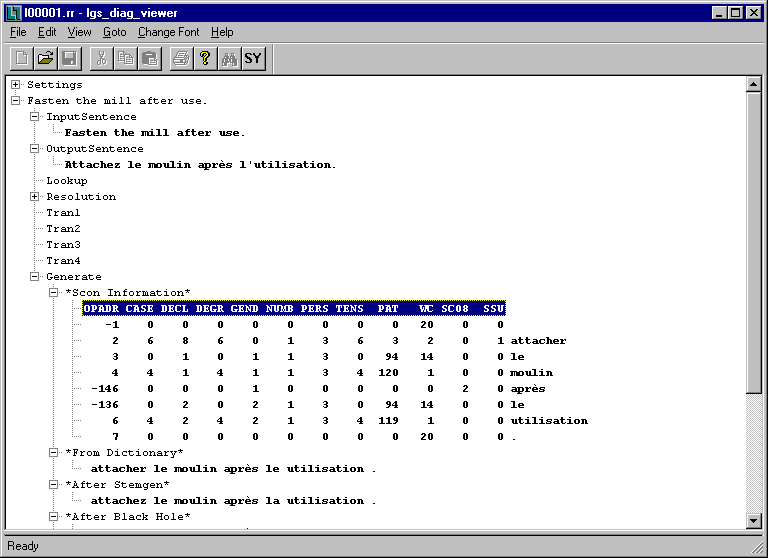 l00001.rr - lgs_diag_viewer
File Edit View Goto Change Font Help
? SY
Settings
Fasten the mill after use.
InputSentence
Fasten the mill after use.
OutputSentence
Attachez le moulin après l'utilisation.
Lookup
Resolution
Tran1
Tran2
Tran3
Tran4
Generate
*Scon Information*
OPADR CASE DECL DEGR GEND NUMB PERS TENS PAT WC SCO8 SSU
-1 0 0 0 0 0 0 0 0 20 0 0
2 6 8 6 0 1 3 6 3 2 0 1 attacher
3 0 1 0 1 1 3 0 94 14 0 0 le
4 4 1 4 1 1 3 4 120 1 0 0 moulin
-146 0 0 0 1 0 0 0 0 0 2 0 après
-136 0 2 0 2 1 3 0 94 14 0 0 le
6 4 2 4 2 1 3 4 119 1 0 0 utilisation
7 0 0 0 0 0 0 0 0 20 0 0 .
*From Dictionary*
attacher le moulin après le utilisation .
*After Stemgen*
attachez le moulin après la utilisation .
*After Black Hole*
Ready